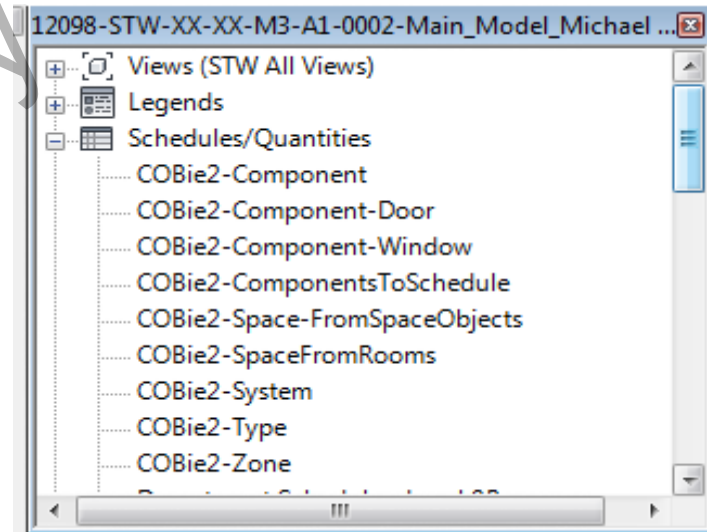 12098-STW-XX-XX-M3-A1-0002-Main_Model_Michael ...
Views (STW All Views)
Legends
Schedules/Quantities
COBie2-Component
COBie2-Component-Door
COBie2-Component-Window
COBie2-ComponentsToSchedule
COBie2-Space-FromSpaceObjects
COBie2-SpaceFromRooms
COBie2-System
COBie2-Type
COBie2-Zone